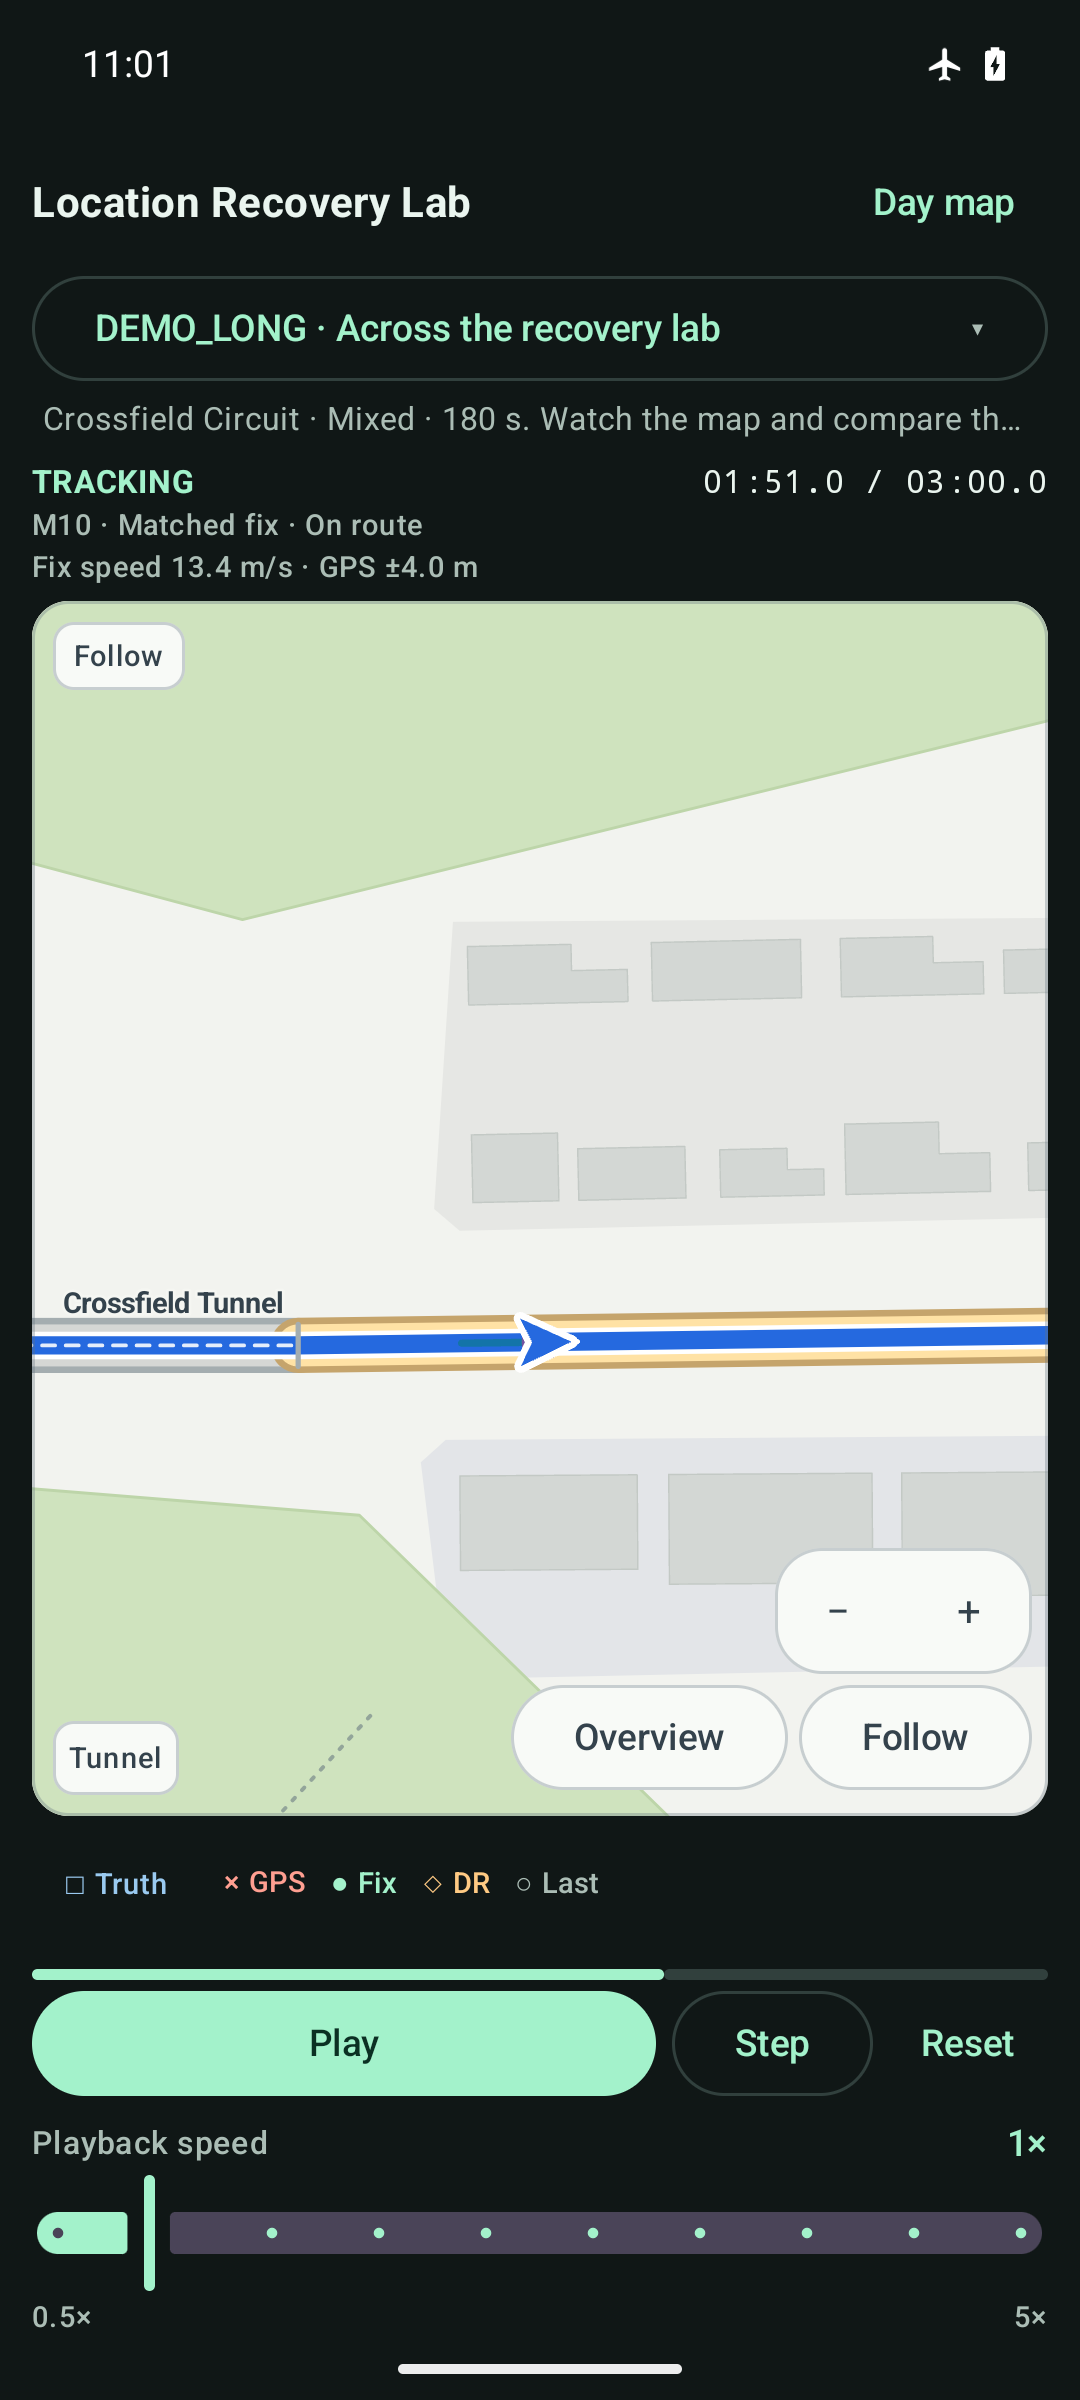 11:01
Location Recovery Lab
Day map
DEMO_LONG · Across the recovery lab
Crossfield Circuit · Mixed · 180 s. Watch the map and compare th…
TRACKING
01:51.0 / 03:00.0
M10 · Matched fix · On route
Fix speed 13.4 m/s · GPS ±4.0 m
Follow
Crossfield Tunnel
− +
Overview
Follow
Tunnel
Truth
GPS
Fix
DR
Last
Play
Step
Reset
Playback speed
1×
0.5×
5×